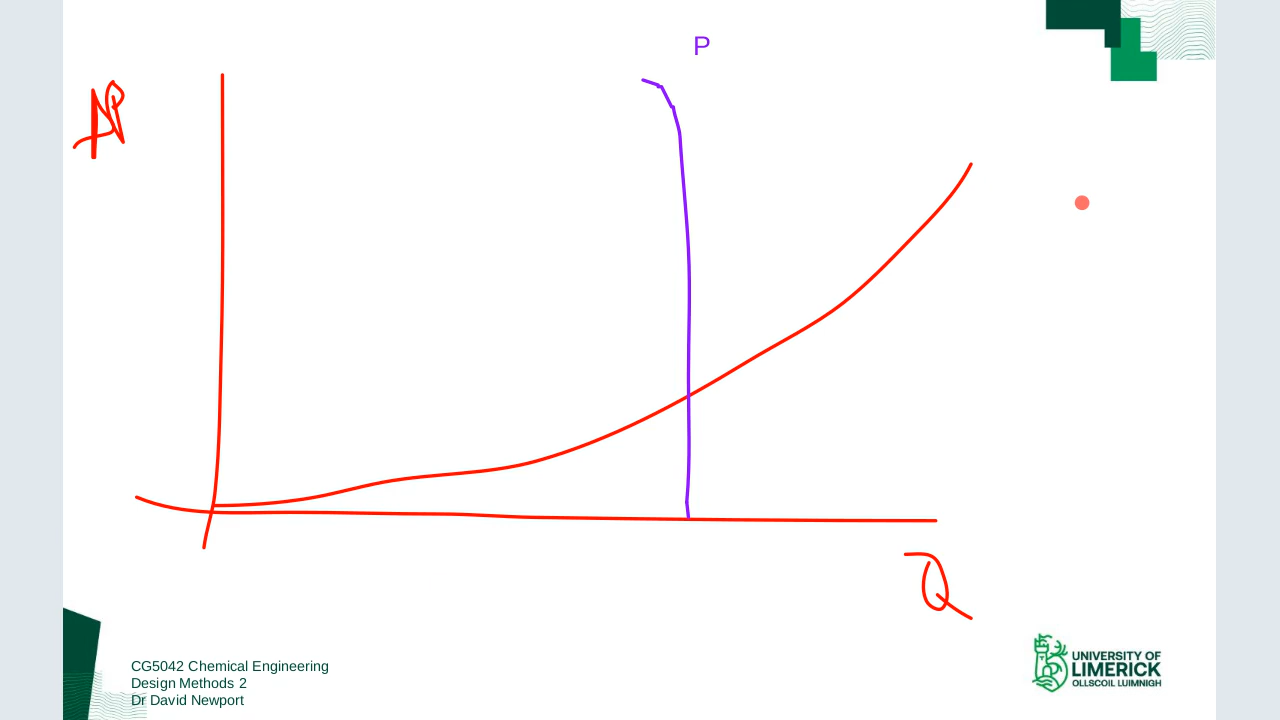 P
ΔP
Q
CG5042 Chemical Engineering
Design Methods 2
Dr David Newport
UNIVERSITY OF
LIMERICK
OLLSCOIL LUIMNIGH